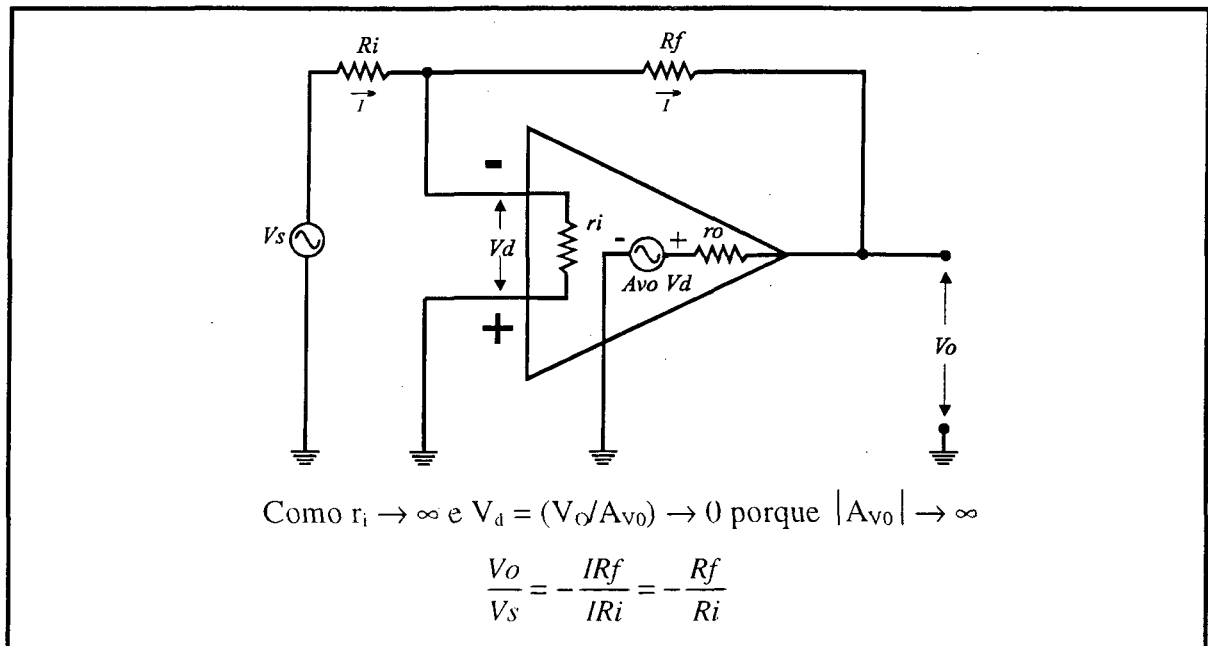 Ri Rf
I I
-
Vs Vd ri - + ro
Avo Vd
+
Vo
Como rᵢ → ∞ e V_d = (V_O/A_V0) → 0 porque |A_V0| → ∞
Vo/Vs = - IRf/IRi = - Rf/Ri